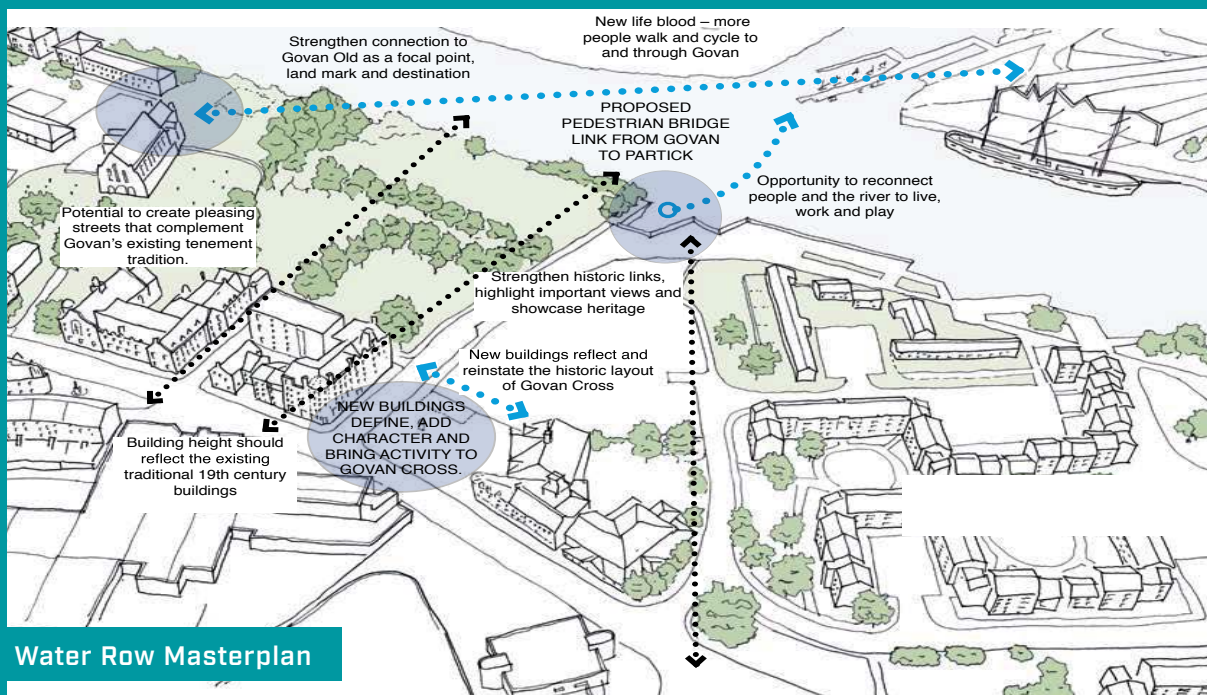 New life blood – more
people walk and cycle to
and through Govan
Strengthen connection to
Govan Old as a focal point,
land mark and destination
PROPOSED
PEDESTRIAN BRIDGE
LINK FROM GOVAN
TO PARTICK
Opportunity to reconnect
people and the river to live,
work and play
Potential to create pleasing
streets that complement
Govan’s existing tenement
tradition.
Strengthen historic links,
highlight important views and
showcase heritage
New buildings reflect and
reinstate the historic layout
of Govan Cross
NEW BUILDINGS
DEFINE, ADD
CHARACTER AND
BRING ACTIVITY TO
GOVAN CROSS.
Building height should
reflect the existing
traditional 19th century
buildings
Water Row Masterplan